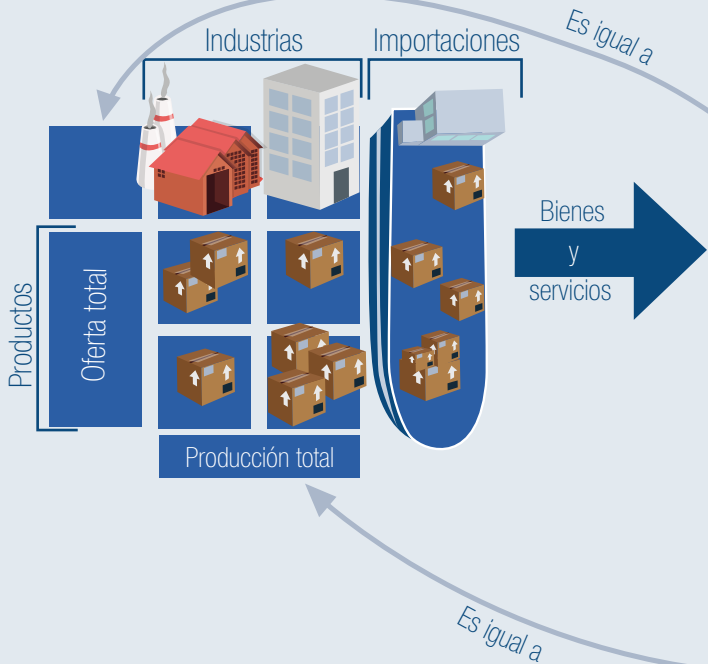 Es igual a
Industrias
Importaciones
Productos
Oferta total
Bienes
y
servicios
Producción total
Es igual a